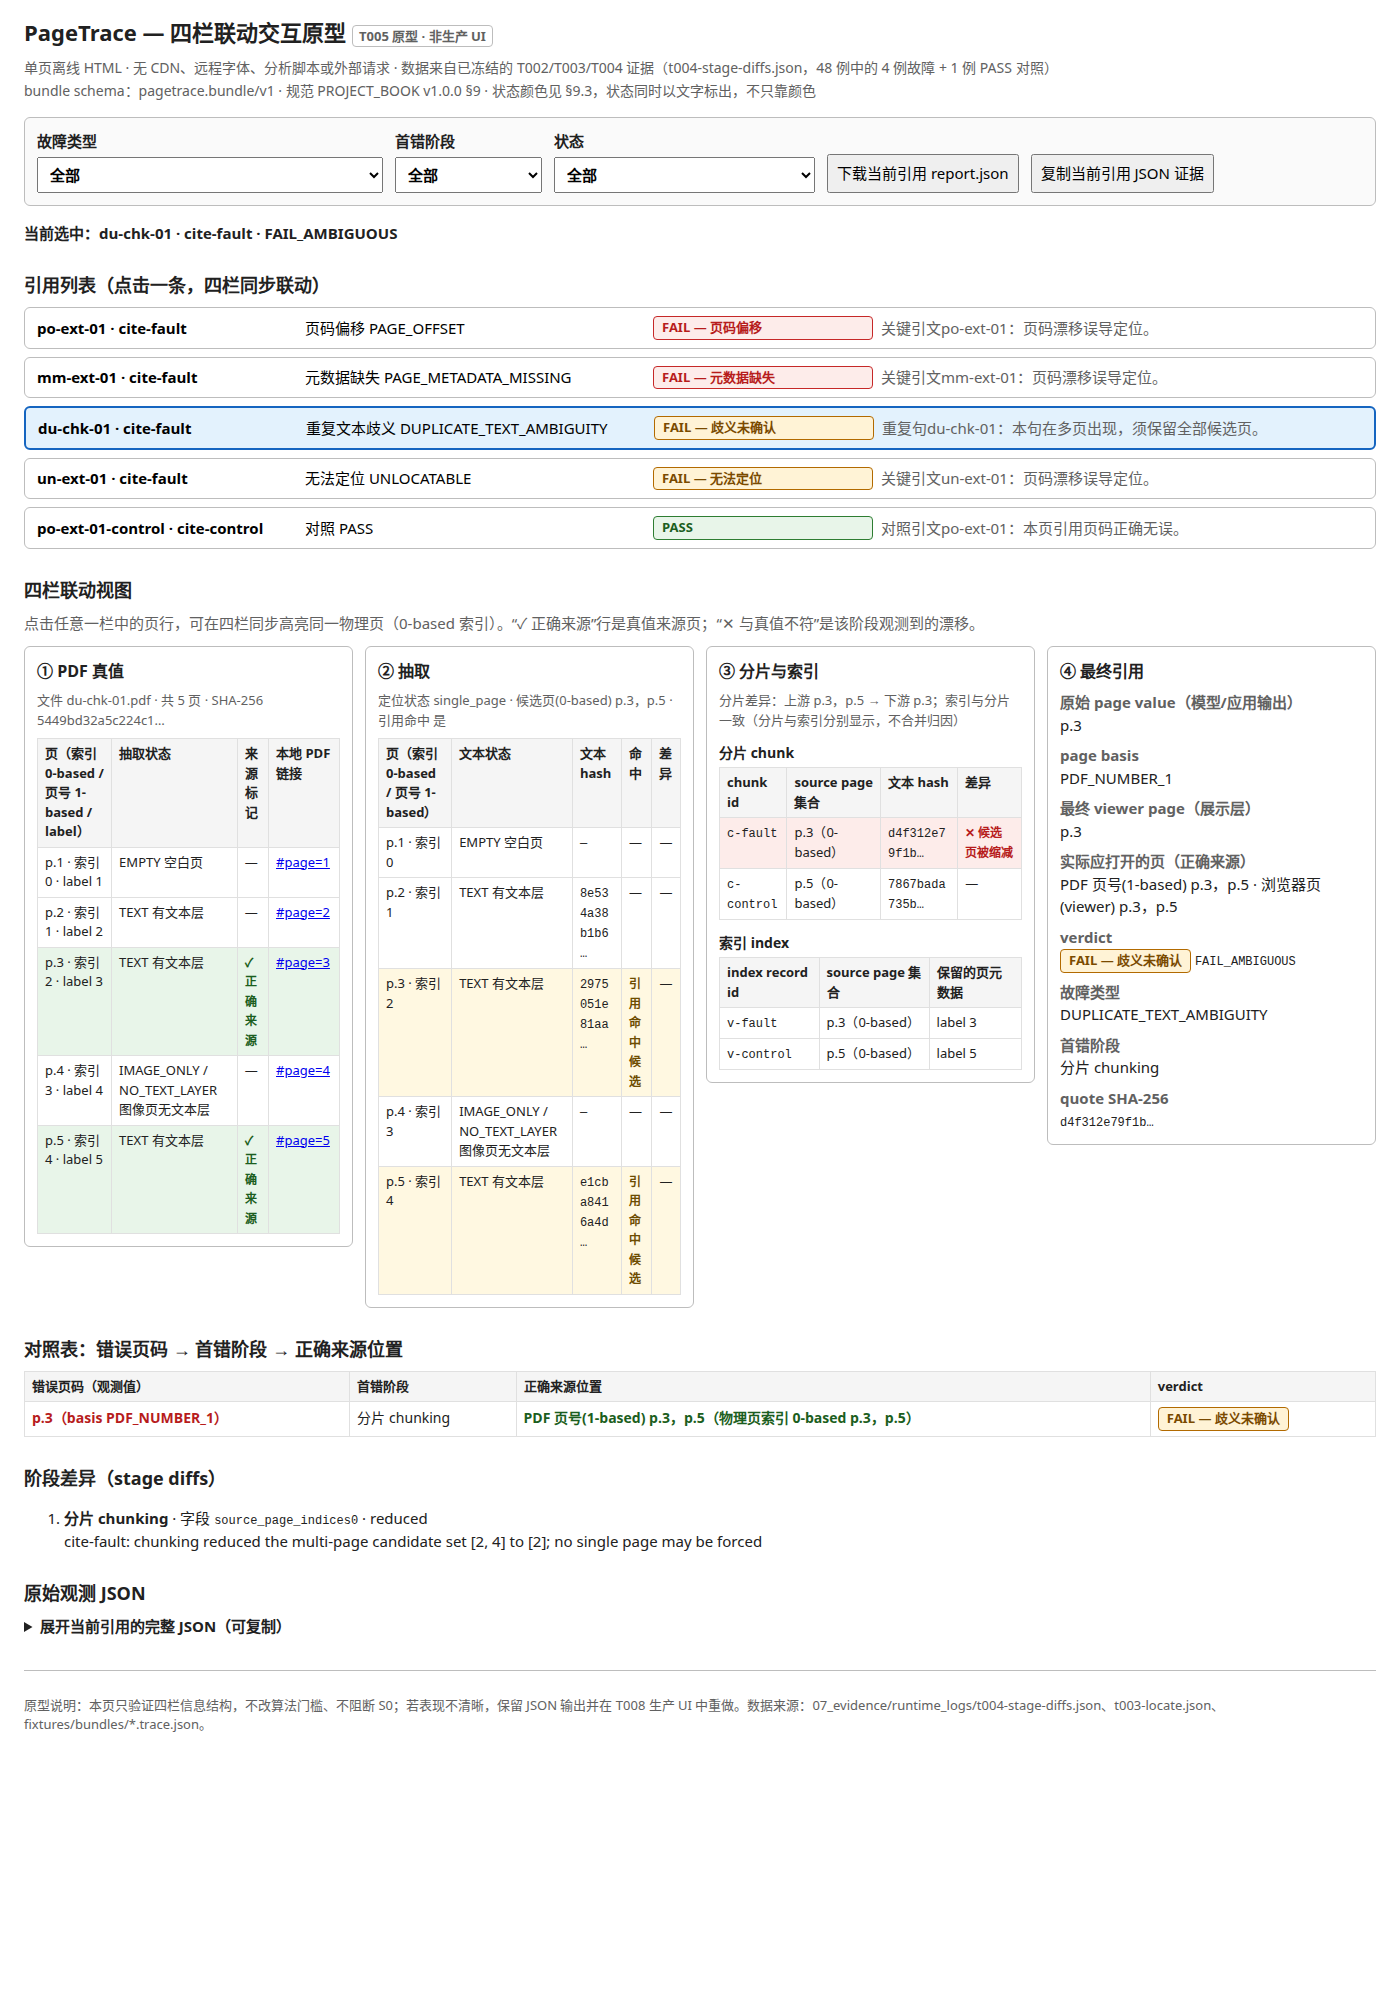 PageTrace — 四栏联动交互原型 T005 原型 · 非生产 UI
单页离线 HTML · 无 CDN、远程字体、分析脚本或外部请求 · 数据来自已冻结的 T002/T003/T004 证据（t004-stage-diffs.json，48 例中的 4 例故障 + 1 例 PASS 对照）
bundle schema：pagetrace.bundle/v1 · 规范 PROJECT_BOOK v1.0.0 §9 · 状态颜色见 §9.3，状态同时以文字标出，不只靠颜色
故障类型 首错阶段 状态
全部 全部 全部 下载当前引用 report.json 复制当前引用 JSON 证据
当前选中：du-chk-01 · cite-fault · FAIL_AMBIGUOUS
引用列表（点击一条，四栏同步联动）
po-ext-01 · cite-fault 页码偏移 PAGE_OFFSET FAIL — 页码偏移 关键引文po-ext-01：页码漂移误导定位。
mm-ext-01 · cite-fault 元数据缺失 PAGE_METADATA_MISSING FAIL — 元数据缺失 关键引文mm-ext-01：页码漂移误导定位。
du-chk-01 · cite-fault 重复文本歧义 DUPLICATE_TEXT_AMBIGUITY FAIL — 歧义未确认 重复句du-chk-01：本句在多页出现，须保留全部候选页。
un-ext-01 · cite-fault 无法定位 UNLOCATABLE FAIL — 无法定位 关键引文un-ext-01：页码漂移误导定位。
po-ext-01-control · cite-control 对照 PASS PASS 对照引文po-ext-01：本页引用页码正确无误。
四栏联动视图
点击任意一栏中的页行，可在四栏同步高亮同一物理页（0-based 索引）。“✓ 正确来源”行是真值来源页；“✕ 与真值不符”是该阶段观测到的漂移。
① PDF 真值
文件 du-chk-01.pdf · 共 5 页 · SHA-256
5449bd32a5c224c1…
页（索引 0-based / 页号 1-based / label） 抽取状态 来源标记 本地 PDF 链接
p.1 · 索引 0 · label 1 EMPTY 空白页 — #page=1
p.2 · 索引 1 · label 2 TEXT 有文本层 — #page=2
p.3 · 索引 2 · label 3 TEXT 有文本层 ✓ 正确来源 #page=3
p.4 · 索引 3 · label 4 IMAGE_ONLY / NO_TEXT_LAYER 图像页无文本层 — #page=4
p.5 · 索引 4 · label 5 TEXT 有文本层 ✓ 正确来源 #page=5
② 抽取
定位状态 single_page · 候选页(0-based) p.3，p.5 ·
引用命中 是
页（索引 0-based / 页号 1-based） 文本状态 文本 hash 命中 差异
p.1 · 索引 0 EMPTY 空白页 — — —
p.2 · 索引 1 TEXT 有文本层 8e534a38b1b6… — —
p.3 · 索引 2 TEXT 有文本层 2975051e81aa… 引用命中候选 —
p.4 · 索引 3 IMAGE_ONLY / NO_TEXT_LAYER 图像页无文本层 — — —
p.5 · 索引 4 TEXT 有文本层 e1cba8416a4d… 引用命中候选 —
③ 分片与索引
分片差异：上游 p.3，p.5 → 下游 p.3；索引与分片
一致（分片与索引分别显示，不合并归因）
分片 chunk
chunk id source page 集合 文本 hash 差异
c-fault p.3（0-based） d4f312e79f1b… ✕ 候选页被缩减
c-control p.5（0-based） 7867bada735b… —
索引 index
index record id source page 集合 保留的页元数据
v-fault p.3（0-based） label 3
v-control p.5（0-based） label 5
④ 最终引用
原始 page value（模型/应用输出）
p.3
page basis
PDF_NUMBER_1
最终 viewer page（展示层）
p.3
实际应打开的页（正确来源）
PDF 页号(1-based) p.3，p.5 · 浏览器页
(viewer) p.3，p.5
verdict
FAIL — 歧义未确认 FAIL_AMBIGUOUS
故障类型
DUPLICATE_TEXT_AMBIGUITY
首错阶段
分片 chunking
quote SHA-256
d4f312e79f1b…
对照表：错误页码 → 首错阶段 → 正确来源位置
错误页码（观测值） 首错阶段 正确来源位置 verdict
p.3（basis PDF_NUMBER_1） 分片 chunking PDF 页号(1-based) p.3，p.5（物理页索引 0-based p.3，p.5） FAIL — 歧义未确认
阶段差异（stage diffs）
1. 分片 chunking · 字段 source_page_indices0 · reduced
cite-fault: chunking reduced the multi-page candidate set [2, 4] to [2]; no single page may be forced
原始观测 JSON
▶ 展开当前引用的完整 JSON（可复制）
原型说明：本页只验证四栏信息结构，不改算法门槛、不阻断 S0；若表现不清晰，保留 JSON 输出并在 T008 生产 UI 中重做。数据来源：07_evidence/runtime_logs/t004-stage-diffs.json、t003-locate.json、
fixtures/bundles/*.trace.json。